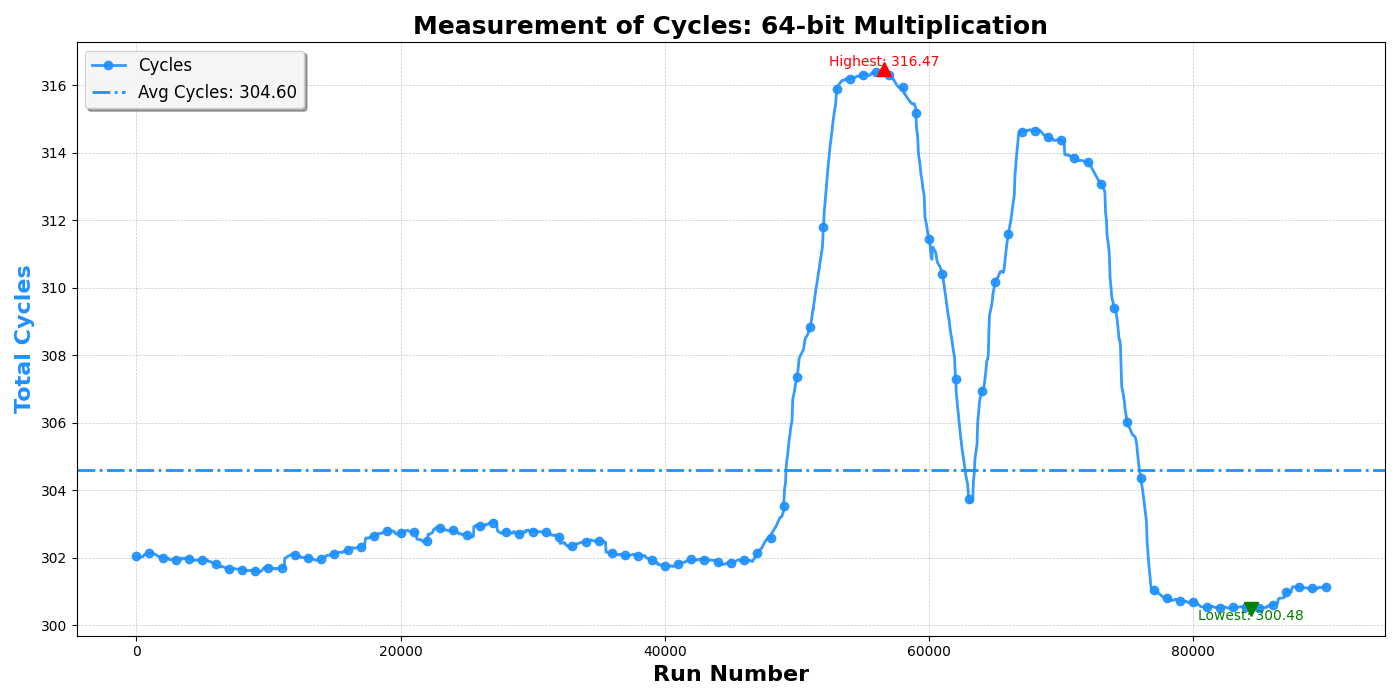 Measurement of Cycles: 64-bit Multiplication
Cycles
Avg Cycles: 304.60
Highest: 316.47
Lowest: 300.48
Total Cycles
316
314
312
310
308
306
304
302
300
0 20000 40000 60000 80000
Run Number